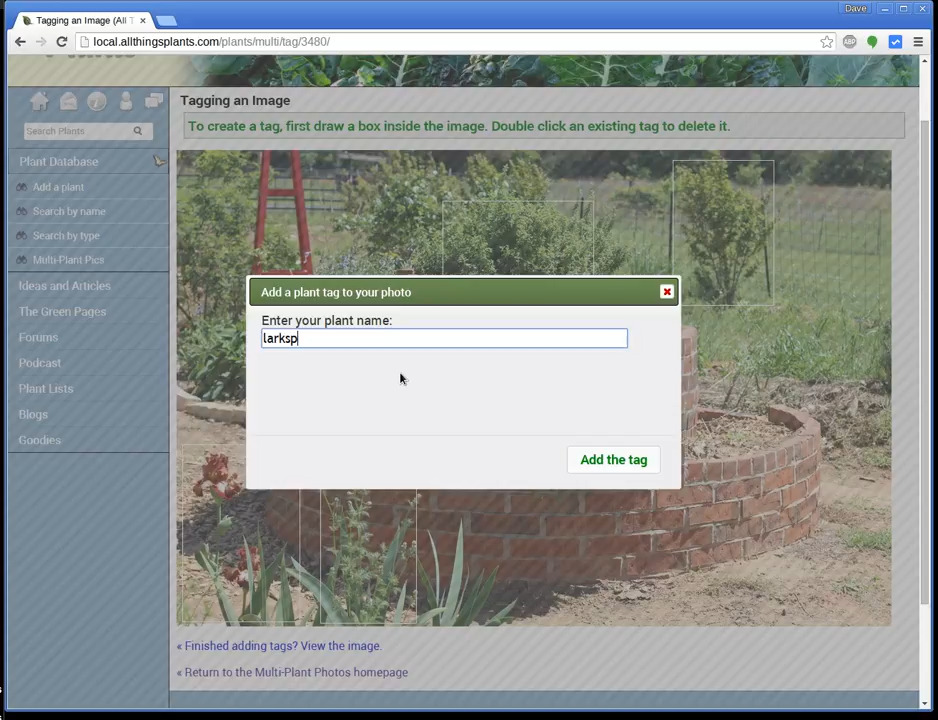 Dave
Tagging an Image (All T
local.allthingsplants.com/plants/multi/tag/3480/
ABP
Tagging an Image
Search Plants
To create a tag, first draw a box inside the image. Double click an existing tag to delete it.
Plant Database
Add a plant
Search by name
Search by type
Multi-Plant Pics
Ideas and Articles
The Green Pages
Forums
Podcast
Plant Lists
Blogs
Goodies
Add a plant tag to your photo
Enter your plant name:
larksp
Add the tag
« Finished adding tags? View the image.
« Return to the Multi-Plant Photos homepage